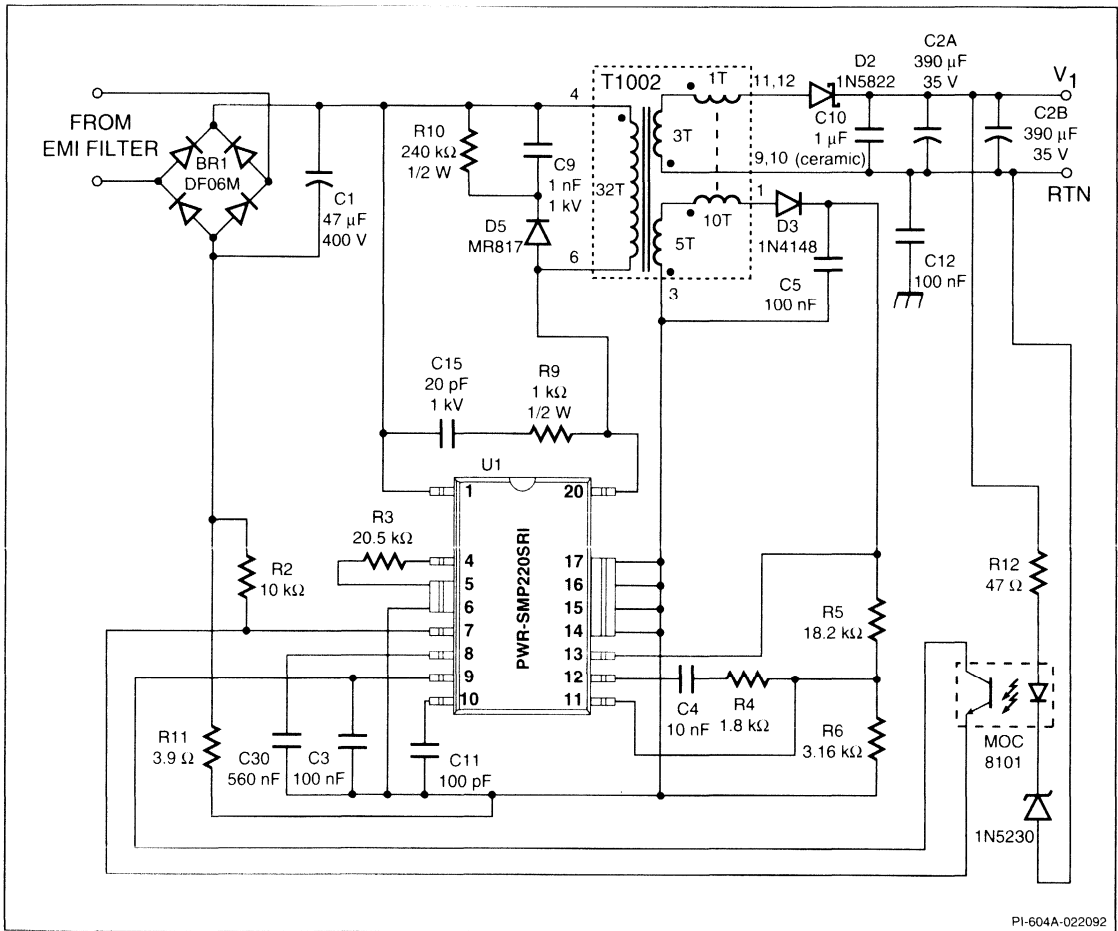 FROM
EMI FILTER
BR1
DF06M
C1
47 µF
400 V
R10
240 kΩ
1/2 W
C9
1 nF
1 kV
D5
MR817
4
6
T1002
32T
1T
3T
5T
10T
11,12
9,10 (ceramic)
1
3
D2
1N5822
C10
1 µF
C2A
390 µF
35 V
V1
C2B
390 µF
35 V
RTN
D3
1N4148
C5
100 nF
C12
100 nF
C15
20 pF
1 kV
R9
1 kΩ
1/2 W
U1
PWR-SMP220SRI
1
4
5
6
7
8
9
10
20
17
16
15
14
13
12
11
R3
20.5 kΩ
R2
10 kΩ
R11
3.9 Ω
C30
560 nF
C3
100 nF
C11
100 pF
C4
10 nF
R4
1.8 kΩ
R5
18.2 kΩ
R6
3.16 kΩ
R12
47 Ω
MOC
8101
1N5230
PI-604A-022092